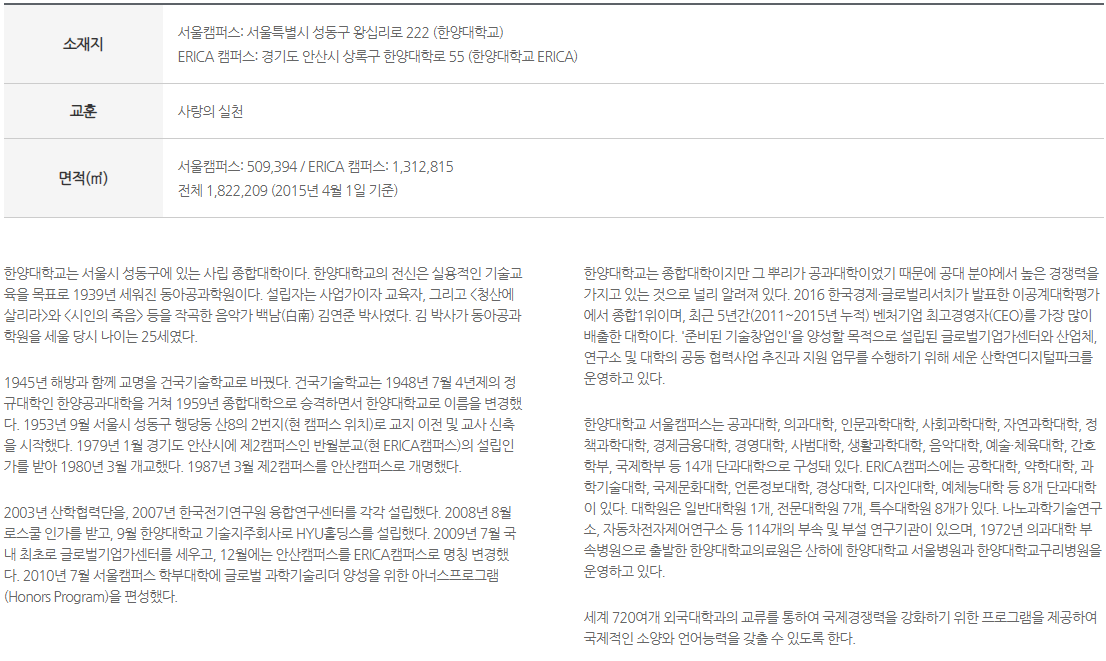 소재지
서울캠퍼스: 서울특별시 성동구 왕십리로 222 (한양대학교)
ERICA 캠퍼스: 경기도 안산시 상록구 한양대학로 55 (한양대학교 ERICA)
교훈
사랑의 실천
면적(㎡)
서울캠퍼스: 509,394 / ERICA 캠퍼스: 1,312,815
전체 1,822,209 (2015년 4월 1일 기준)
한양대학교는 서울시 성동구에 있는 사립 종합대학이다. 한양대학교의 전신은 실용적인 기술교
육을 목표로 1939년 세워진 동아공과학원이다. 설립자는 사업가이자 교육자, 그리고 <청산에
살리라>와 <시인의 죽음> 등을 작곡한 음악가 백남(白南) 김연준 박사였다. 김 박사가 동아공과
학원을 세울 당시 나이는 25세였다.
1945년 해방과 함께 교명을 건국기술학교로 바꿨다. 건국기술학교는 1948년 7월 4년제의 정
규대학인 한양공과대학을 거쳐 1959년 종합대학으로 승격하면서 한양대학교로 이름을 변경했
다. 1953년 9월 서울시 성동구 행당동 산8의 2번지(현 캠퍼스 위치)로 교지 이전 및 교사 신축
을 시작했다. 1979년 1월 경기도 안산시에 제2캠퍼스인 반월분교(현 ERICA캠퍼스)의 설립인
가를 받아 1980년 3월 개교했다. 1987년 3월 제2캠퍼스를 안산캠퍼스로 개명했다.
2003년 산학협력단을, 2007년 한국전기연구원 융합연구센터를 각각 설립했다. 2008년 8월
로스쿨 인가를 받고, 9월 한양대학교 기술지주회사로 HYU홀딩스를 설립했다. 2009년 7월 국
내 최초로 글로벌기업가센터를 세우고, 12월에는 안산캠퍼스를 ERICA캠퍼스로 명칭 변경했
다. 2010년 7월 서울캠퍼스 학부대학에 글로벌 과학기술리더 양성을 위한 아너스프로그램
(Honors Program)을 편성했다.
한양대학교는 종합대학이지만 그 뿌리가 공과대학이었기 때문에 공대 분야에서 높은 경쟁력을
가지고 있는 것으로 널리 알려져 있다. 2016 한국경제·글로벌리서치가 발표한 이공계대학평가
에서 종합1위이며, 최근 5년간(2011~2015년 누적) 벤처기업 최고경영자(CEO)를 가장 많이
배출한 대학이다. '준비된 기술창업인'을 양성할 목적으로 설립된 글로벌기업가센터와 산업체,
연구소 및 대학의 공동 협력사업 추진과 지원 업무를 수행하기 위해 세운 산학연디지털파크를
운영하고 있다.
한양대학교 서울캠퍼스는 공과대학, 의과대학, 인문과학대학, 사회과학대학, 자연과학대학, 정
책과학대학, 경제금융대학, 경영대학, 사범대학, 생활과학대학, 음악대학, 예술·체육대학, 간호
학부, 국제학부 등 14개 단과대학으로 구성돼 있다. ERICA캠퍼스에는 공학대학, 약학대학, 과
학기술대학, 국제문화대학, 언론정보대학, 경상대학, 디자인대학, 예체능대학 등 8개 단과대학
이 있다. 대학원은 일반대학원 1개, 전문대학원 7개, 특수대학원 8개가 있다. 나노과학기술연구
소, 자동차전자제어연구소 등 114개의 부속 및 부설 연구기관이 있으며, 1972년 의과대학 부
속병원으로 출발한 한양대학교의료원은 산하에 한양대학교 서울병원과 한양대학교구리병원을
운영하고 있다.
세계 720여개 외국대학과의 교류를 통하여 국제경쟁력을 강화하기 위한 프로그램을 제공하여
국제적인 소양와 언어능력을 갖출 수 있도록 한다.